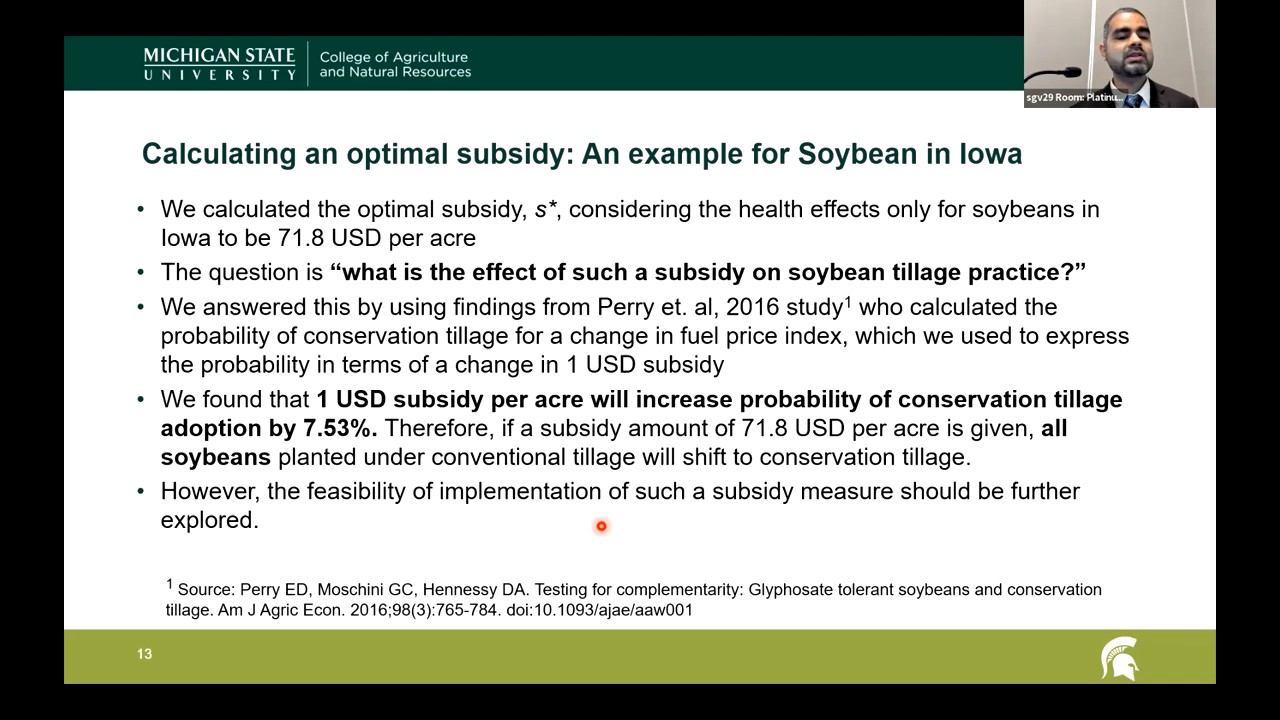 MICHIGAN STATE
UNIVERSITY
College of Agriculture
and Natural Resources
sgv29 Room: Platinu...
Calculating an optimal subsidy: An example for Soybean in Iowa
• We calculated the optimal subsidy, s*, considering the health effects only for soybeans in
Iowa to be 71.8 USD per acre
• The question is “what is the effect of such a subsidy on soybean tillage practice?”
• We answered this by using findings from Perry et. al, 2016 study¹ who calculated the
probability of conservation tillage for a change in fuel price index, which we used to express
the probability in terms of a change in 1 USD subsidy
• We found that 1 USD subsidy per acre will increase probability of conservation tillage
adoption by 7.53%. Therefore, if a subsidy amount of 71.8 USD per acre is given, all
soybeans planted under conventional tillage will shift to conservation tillage.
• However, the feasibility of implementation of such a subsidy measure should be further
explored.
¹ Source: Perry ED, Moschini GC, Hennessy DA. Testing for complementarity: Glyphosate tolerant soybeans and conservation
tillage. Am J Agric Econ. 2016;98(3):765-784. doi:10.1093/ajae/aaw001
13